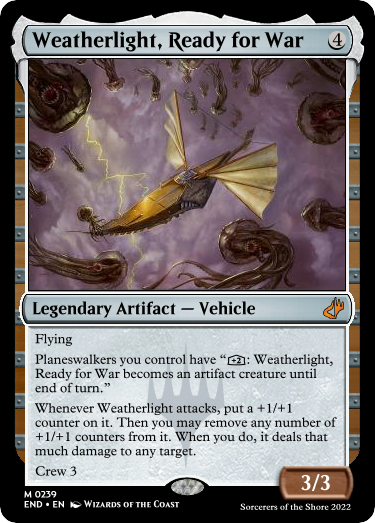 Weatherlight, Ready for War 4
Legendary Artifact — Vehicle
Flying
Planeswalkers you control have “+2: Weatherlight,
Ready for War becomes an artifact creature until
end of turn.”
Whenever Weatherlight attacks, put a +1/+1
counter on it. Then you may remove any number of
+1/+1 counters from it. When you do, it deals that
much damage to any target.
Crew 3
3/3
M 0239
END • EN Wizards of the Coast
Sorcerers of the Shore 2022